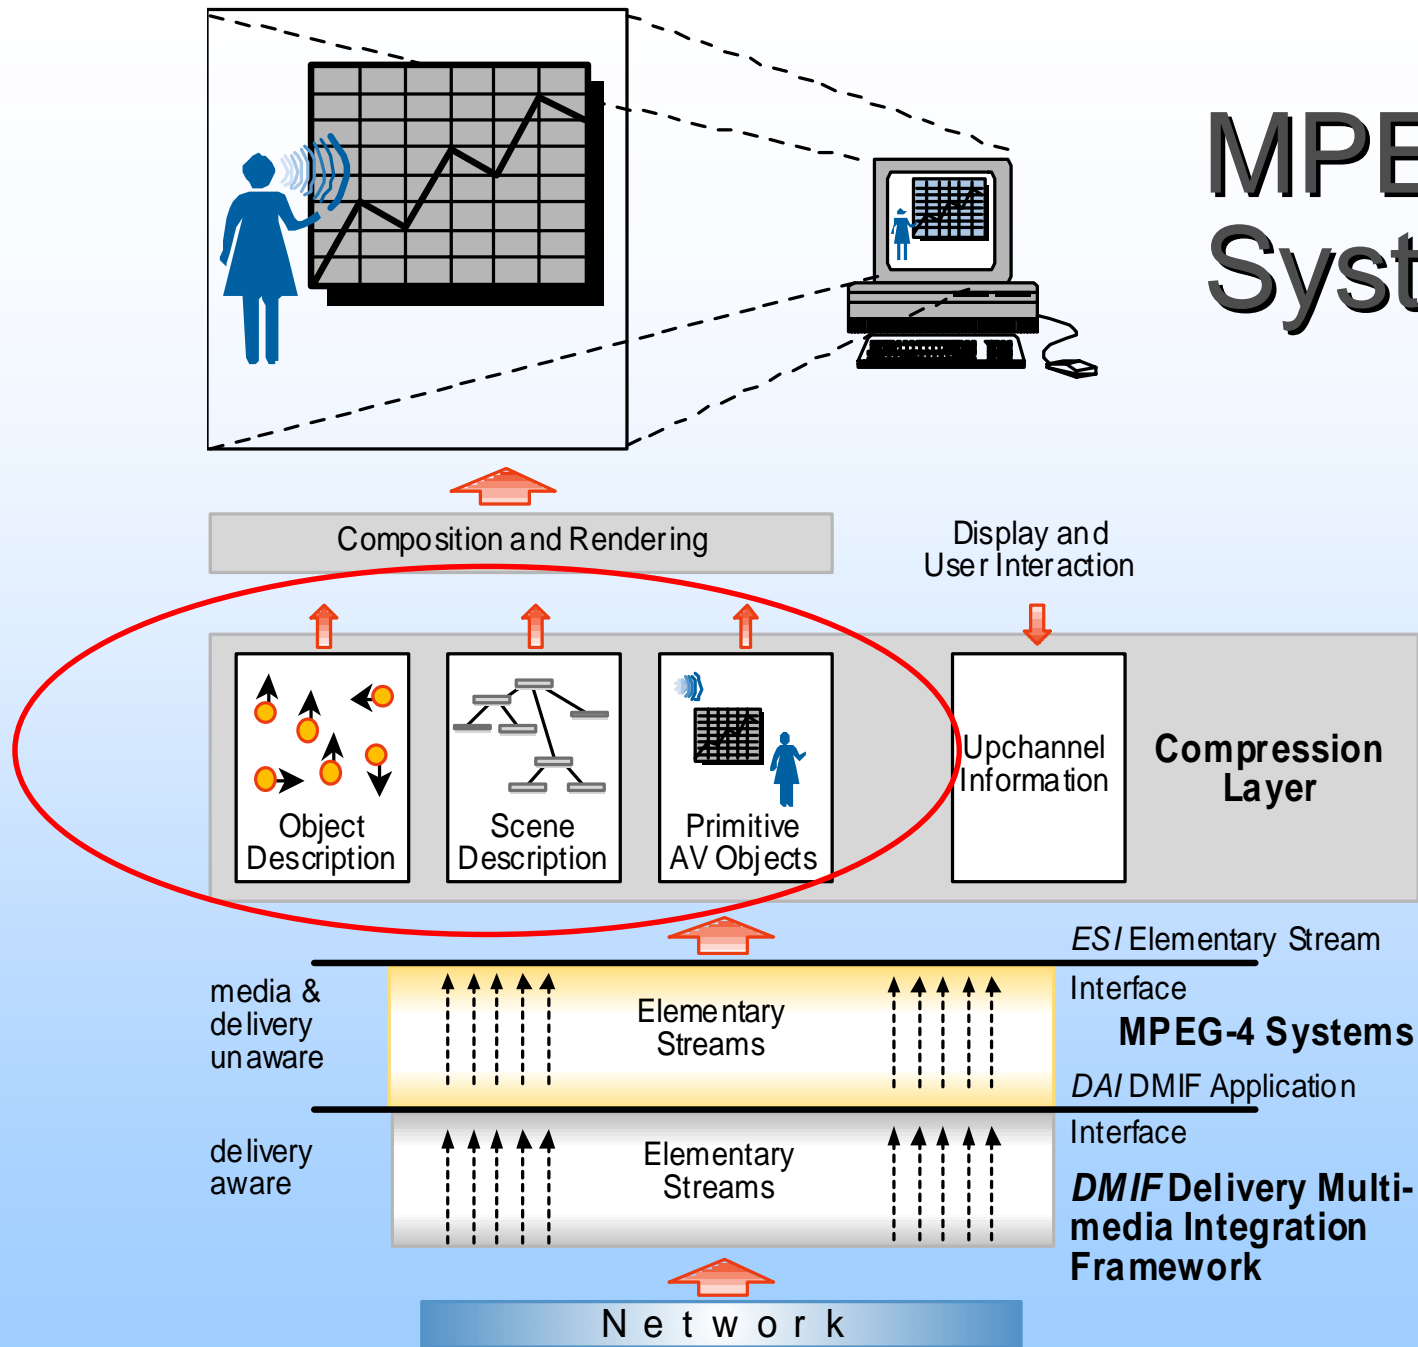 MPE
Syst
Composition and Rendering
Display and
User Interaction
Object
Description
Scene
Description
Primitive
AV Objects
Upchannel
Information
Compression
Layer
ESI Elementary Stream
Interface
media &
delivery
unaware
Elementary
Streams
MPEG-4 Systems
DAI DMIF Application
Interface
delivery
aware
Elementary
Streams
DMIF Delivery Multi-
media Integration
Framework
Network